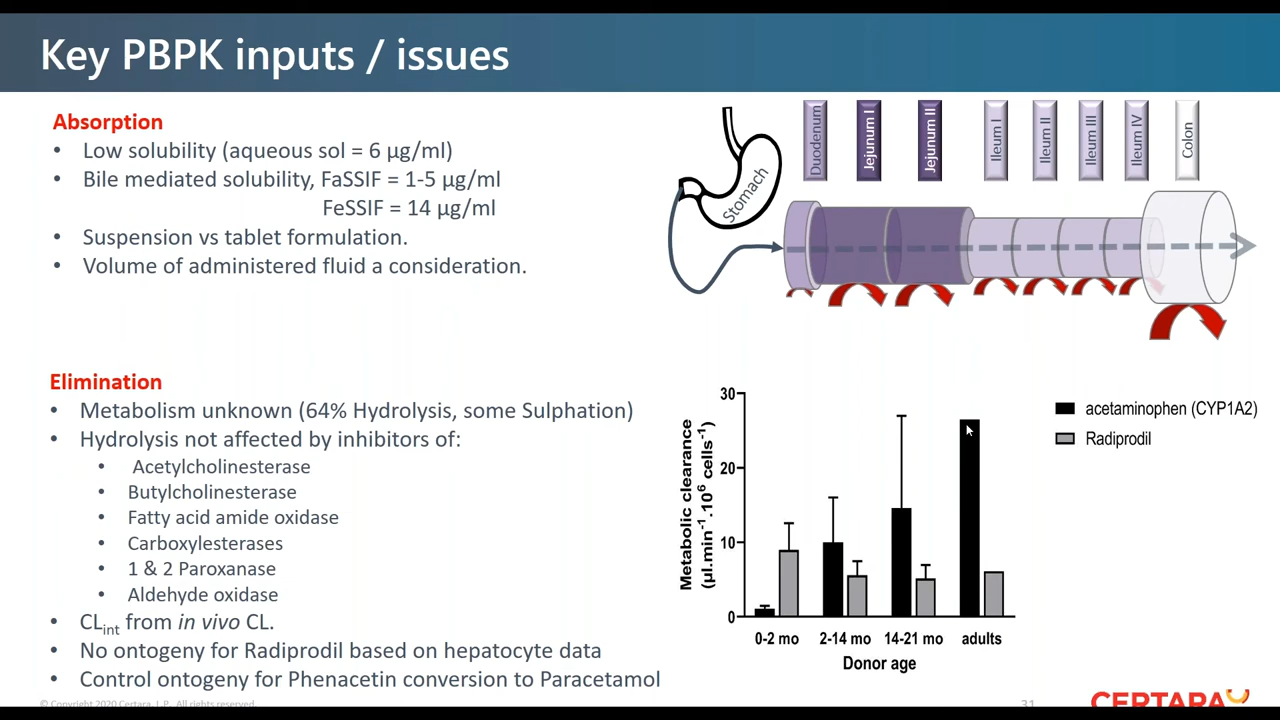 Key PBPK inputs / issues
Absorption
• Low solubility (aqueous sol = 6 µg/ml)
• Bile mediated solubility, FaSSIF = 1-5 µg/ml
FeSSIF = 14 µg/ml
• Suspension vs tablet formulation.
• Volume of administered fluid a consideration.
Stomach
Duodenum
Jejunum I
Jejunum II
Ileum I
Ileum II
Ileum III
Ileum IV
Colon
Elimination
• Metabolism unknown (64% Hydrolysis, some Sulphation)
• Hydrolysis not affected by inhibitors of:
• Acetylcholinesterase
• Butylcholinesterase
• Fatty acid amide oxidase
• Carboxylesterases
• 1 & 2 Paroxanase
• Aldehyde oxidase
• CLint from in vivo CL.
• No ontogeny for Radiprodil based on hepatocyte data
• Control ontogeny for Phenacetin conversion to Paracetamol
Metabolic clearance
(µl.min⁻¹.10⁶ cells⁻¹)
30
20
10
0
0-2 mo 2-14 mo 14-21 mo adults
Donor age
acetaminophen (CYP1A2)
Radiprodil
© Copyright 2020 Certara, L.P. All rights reserved.
31
CERTARA